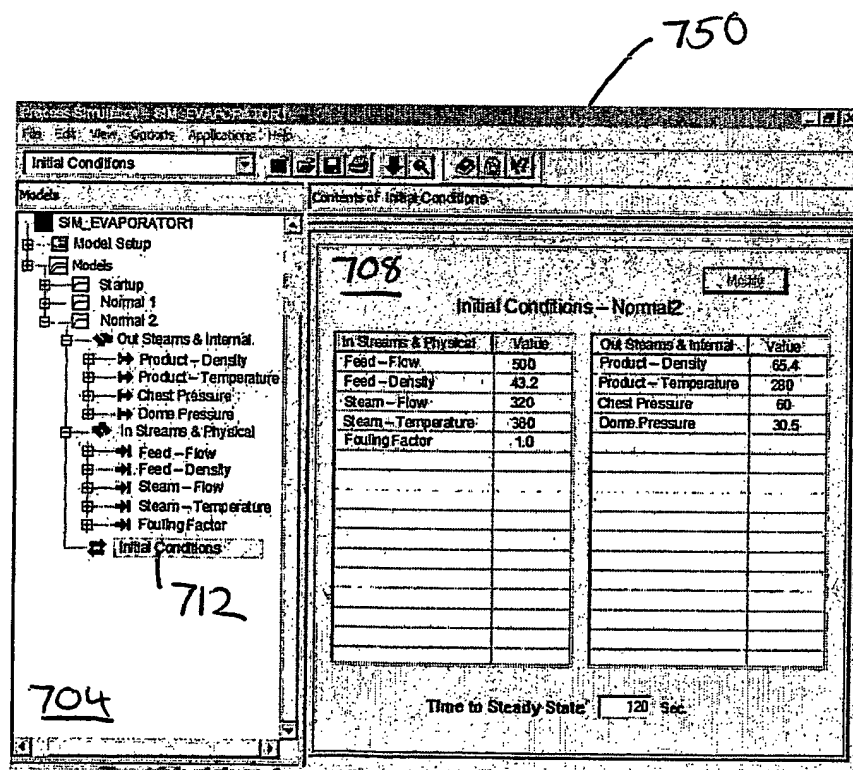 750
Process Simulation - SIM_EVAPORATOR1
File Edit View Options Applications Help
Initial Conditions
Models
Contents of Initial Conditions
SIM_EVAPORATOR1
Model Setup
Models
Startup
Normal 1
Normal 2
Out Steams & Internal
Product – Density
Product – Temperature
Chest Pressure
Dome Pressure
In Streams & Physical
Feed – Flow
Feed – Density
Steam – Flow
Steam – Temperature
Fouling Factor
Initial Conditions
712
704
708
Modify
Initial Conditions – Normal2
In Streams & Physical Value
Feed – Flow 500
Feed – Density 43.2
Steam – Flow 320
Steam – Temperature 380
Fouling Factor 1.0
Out Steams & Internal Value
Product – Density 65.4
Product – Temperature 280
Chest Pressure 60
Dome Pressure 30.5
Time to Steady State 120 Sec.